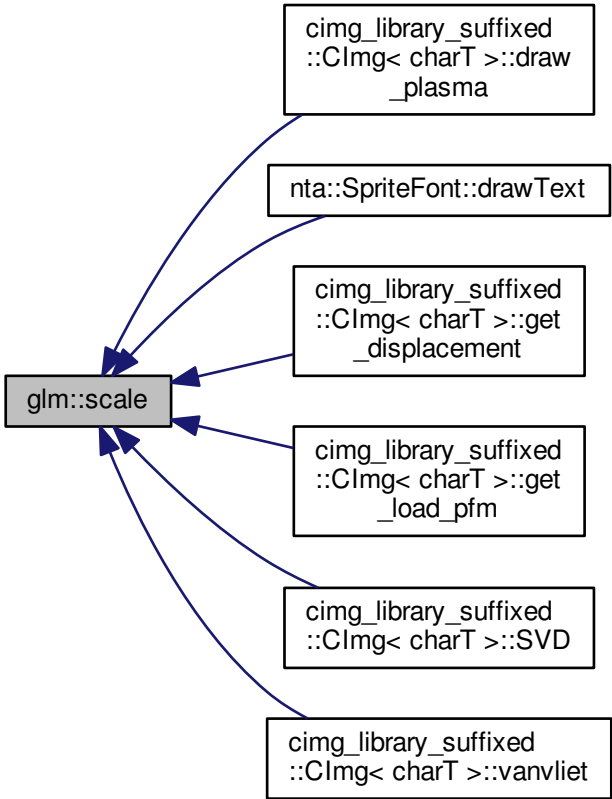 cimg_library_suffixed
::CImg< charT >::draw
_plasma
nta::SpriteFont::drawText
cimg_library_suffixed
::CImg< charT >::get
_displacement
glm::scale
cimg_library_suffixed
::CImg< charT >::get
_load_pfm
cimg_library_suffixed
::CImg< charT >::SVD
cimg_library_suffixed
::CImg< charT >::vanvliet